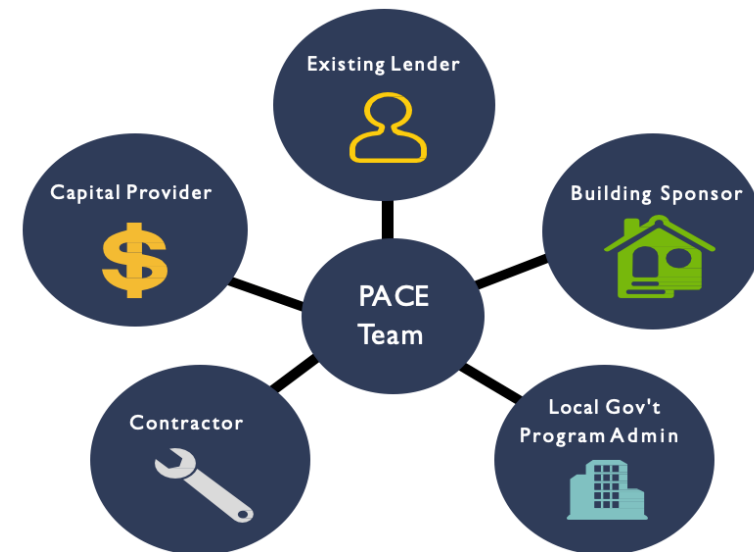 Existing Lender
Capital Provider
Building Sponsor
PACE
Team
Contractor
Local Gov't
Program Admin